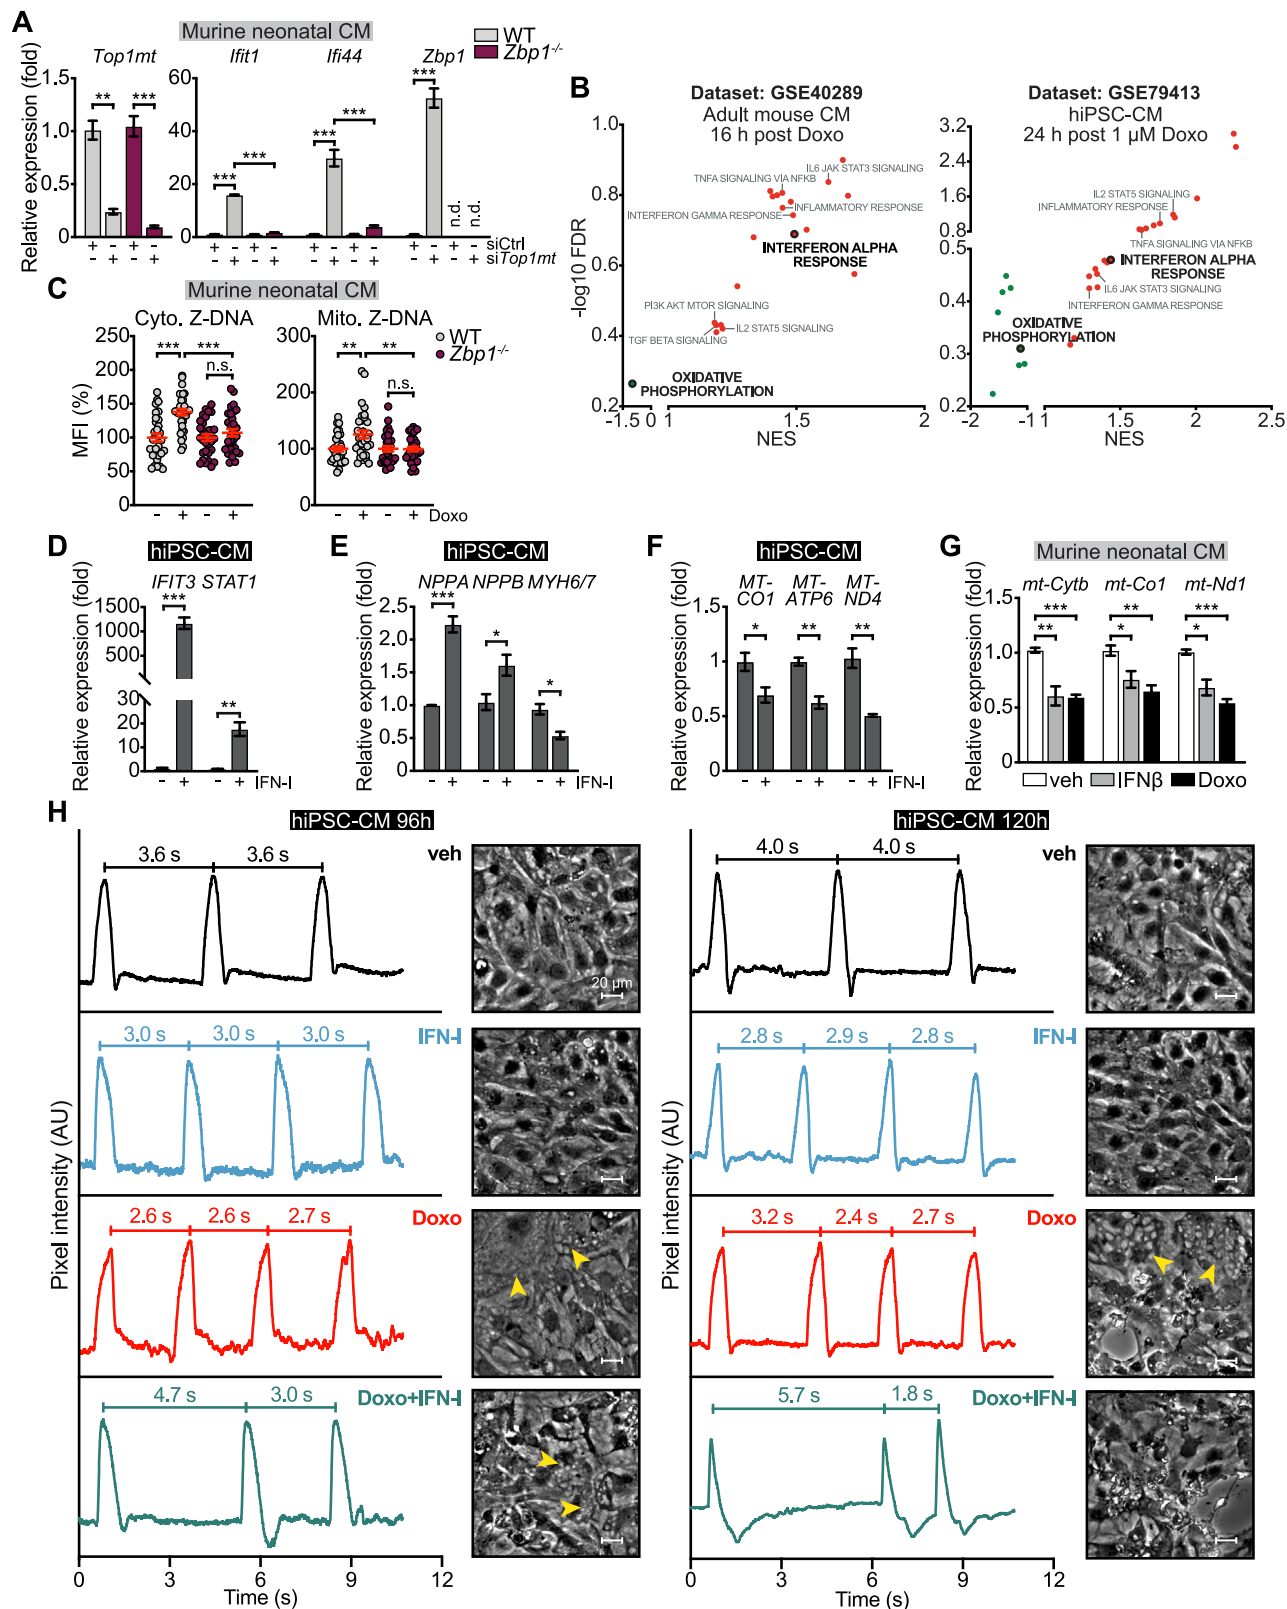 A
Murine neonatal CM
WT
Zbp1-/-
Top1mt
Ifit1
Ifi44
Zbp1
Relative expression (fold)
1.5
1.0
0.5
0
60
40
20
0
** *** *** *** *** *** ***
n.d. n.d.
+ - + - + - + - + - + - + - + - siCtrl
- + - + - + - + - + - + - + - + siTop1mt
B
Dataset: GSE40289
Adult mouse CM
16 h post Doxo
-log10 FDR
1.0
0.8
0.6
0.4
0.2
IL6 JAK STAT3 SIGNALING
TNFA SIGNALING VIA NFKB
INFLAMMATORY RESPONSE
INTERFERON GAMMA RESPONSE
INTERFERON ALPHA
RESPONSE
PI3K AKT MTOR SIGNALING
IL2 STAT5 SIGNALING
TGF BETA SIGNALING
OXIDATIVE
PHOSPHORYLATION
-1.5 0 1 1.5 2
NES
Dataset: GSE79413
hiPSC-CM
24 h post 1 µM Doxo
3.2
2.4
1.6
0.8
0.5
0.4
0.3
0.2
IL2 STAT5 SIGNALING
INFLAMMATORY RESPONSE
TNFA SIGNALING VIA NFKB
INTERFERON ALPHA
RESPONSE
IL6 JAK STAT3 SIGNALING
INTERFERON GAMMA RESPONSE
OXIDATIVE
PHOSPHORYLATION
-2 -1 1 1.5 2 2.5
NES
C
Murine neonatal CM
Cyto. Z-DNA
Mito. Z-DNA
WT
Zbp1-/-
MFI (%)
250
200
150
100
50
0
*** *** n.s.
- + - +
300
200
100
0
** ** n.s.
- + - + Doxo
D
hiPSC-CM
IFIT3 STAT1
Relative expression (fold)
1500
1000
500
30
20
10
0
*** **
- + - + IFN-I
E
hiPSC-CM
NPPA NPPB MYH6/7
Relative expression (fold)
2.5
2.0
1.5
1.0
0.5
0
*** * *
- + - + - + IFN-I
F
hiPSC-CM
MT-
CO1
MT-
ATP6
MT-
ND4
Relative expression (fold)
1.5
1
0.5
0
* ** **
- + - + - + IFN-I
G
Murine neonatal CM
mt-Cytb mt-Co1 mt-Nd1
Relative expression (fold)
1.5
1.0
0.5
0
*** ** ***
** * *
veh IFNβ Doxo
H
hiPSC-CM 96h
Pixel intensity (AU)
3.6 s 3.6 s
veh
20 µm
3.0 s 3.0 s 3.0 s
IFN-I
2.6 s 2.6 s 2.7 s
Doxo
4.7 s 3.0 s
Doxo+IFN-I
0 3 6 9 12
Time (s)
hiPSC-CM 120h
Pixel intensity (AU)
4.0 s 4.0 s
veh
2.8 s 2.9 s 2.8 s
IFN-I
3.2 s 2.4 s 2.7 s
Doxo
5.7 s 1.8 s
Doxo+IFN-I
0 3 6 9 12
Time (s)